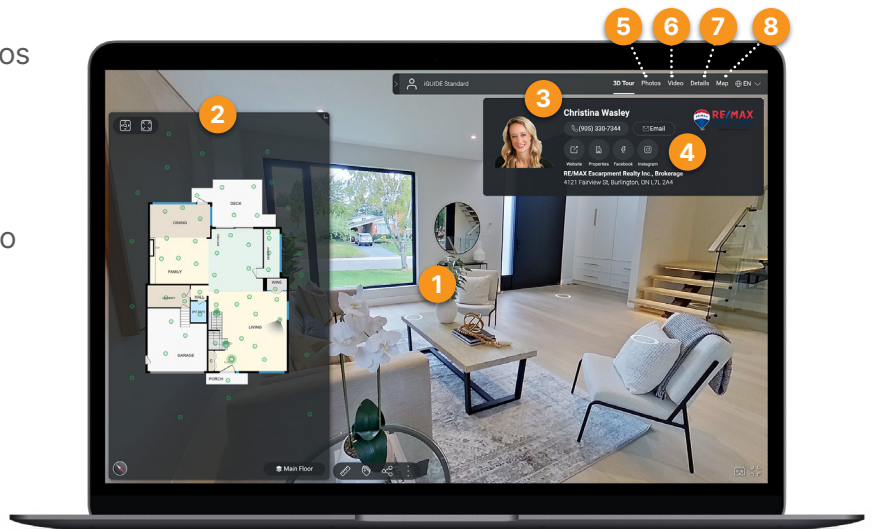 5 6 7 8
os
iGUIDE Standard
3D Tour Photos Video Details Map EN
2
3
Christina Wasley
RE/MAX
(905) 330-7344 Email
4
Website Properties Facebook Instagram
RE/MAX Escarpment Realty Inc., Brokerage
4121 Fairview St, Burlington, ON L7L 2A4
DECK
DINING
o
FAMILY
WINE
HALL
1
LIVING
GARAGE
PORCH
Main Floor